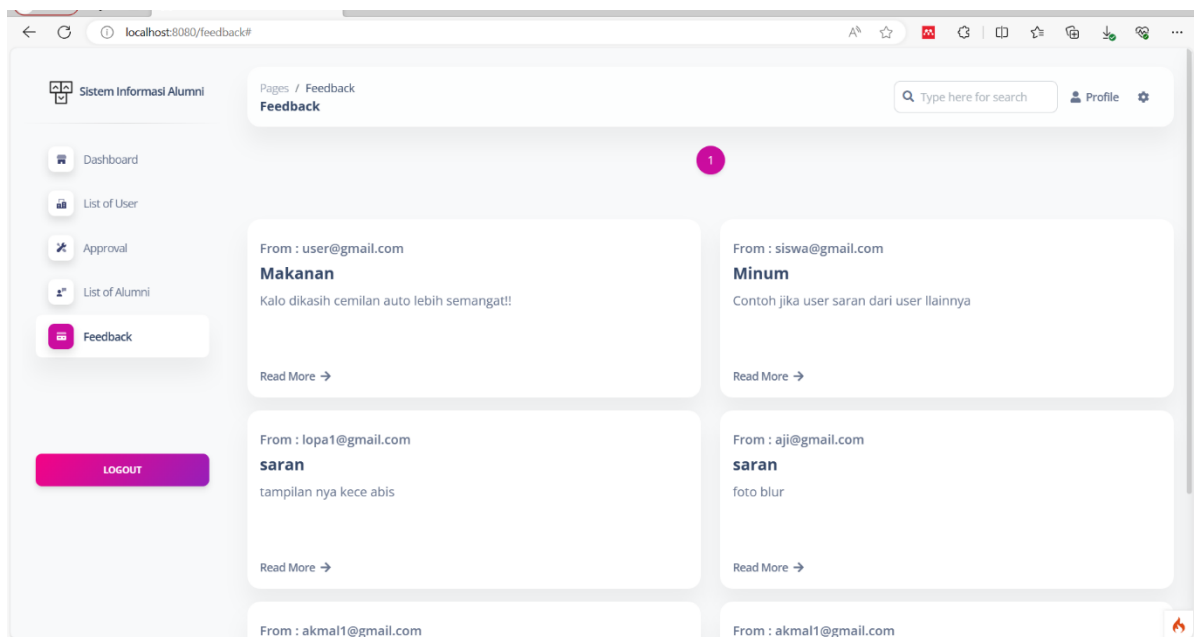 localhost:8080/feedback#
Sistem Informasi Alumni
Pages / Feedback
Feedback
Type here for search
Profile
Dashboard
List of User
Approval
List of Alumni
Feedback
LOGOUT
1
From : user@gmail.com
Makanan
Kalo dikasih cemilan auto lebih semangat!!
Read More →
From : siswa@gmail.com
Minum
Contoh jika user saran dari user llainnya
Read More →
From : lopa1@gmail.com
saran
tampilan nya kece abis
Read More →
From : aji@gmail.com
saran
foto blur
Read More →
From : akmal1@gmail.com
From : akmal1@gmail.com